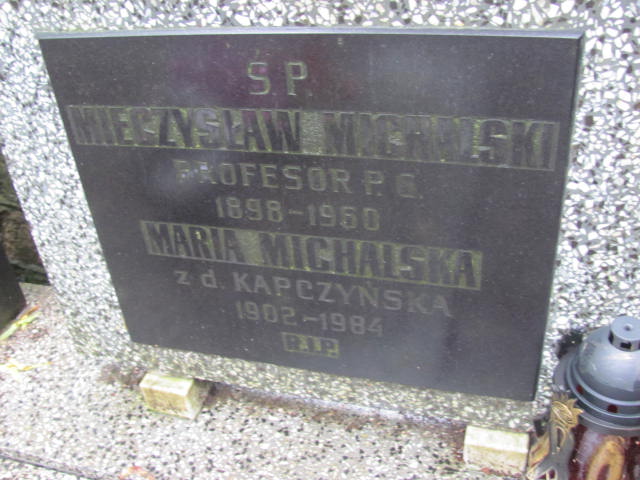 Ś.P.
MIECZYSŁAW MICHALSKI
PROFESOR P.G.
1898-1960
MARIA MICHALSKA
z d. KAPCZYŃSKA
1902-1984
R.I.P.